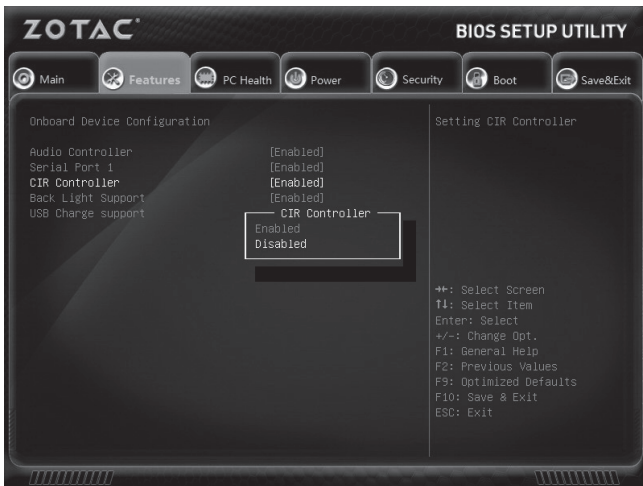 ZOTAC
BIOS SETUP UTILITY
Main Features PC Health Power Security Boot Save&Exit
Onboard Device Configuration
Setting CIR Controller
Audio Controller [Enabled]
Serial Port 1 [Enabled]
CIR Controller [Enabled]
Back Light Support [Enabled]
USB Charge support
CIR Controller
Enabled
Disabled
→←: Select Screen
↑↓: Select Item
Enter: Select
+/-: Change Opt.
F1: General Help
F2: Previous Values
F9: Optimized Defaults
F10: Save & Exit
ESC: Exit